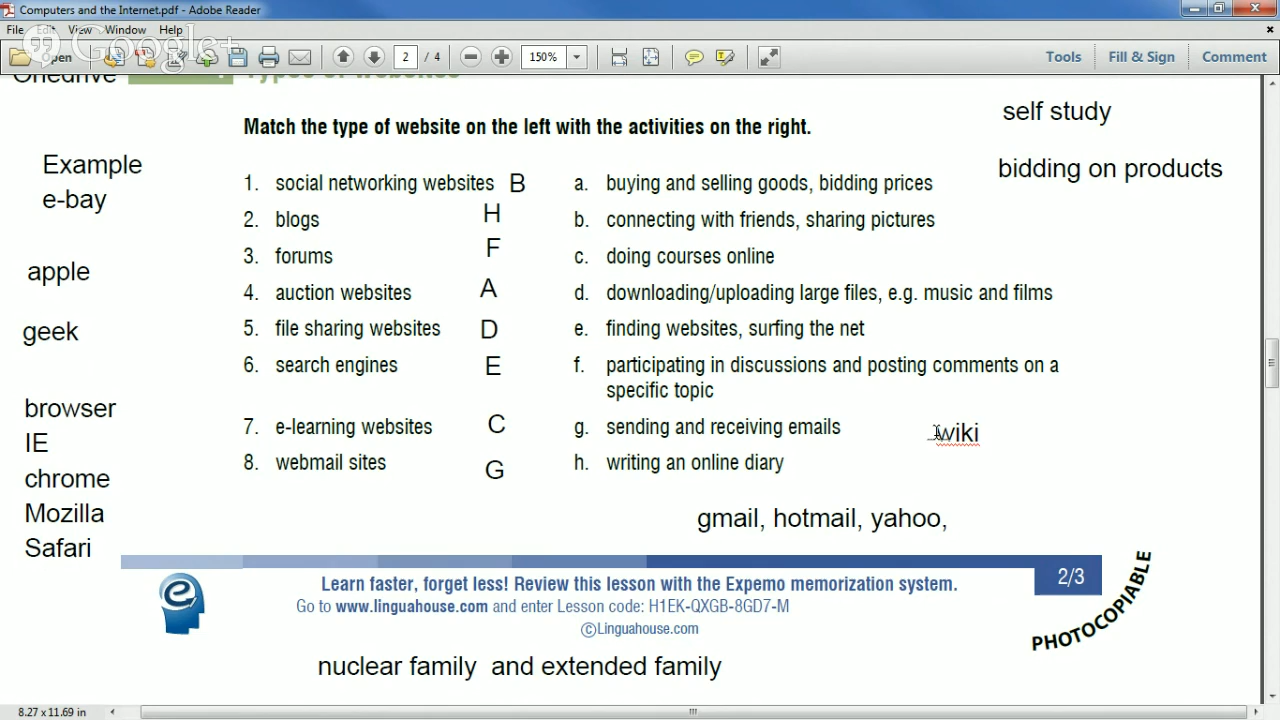 Computers and the Internet.pdf - Adobe Reader
File Edit View Window Help
Google+
Open 2 / 4 150% Tools Fill & Sign Comment
Onedrive Types of websites
Match the type of website on the left with the activities on the right.
self study
bidding on products
Example
e-bay
apple
geek
browser
IE
chrome
Mozilla
Safari
1. social networking websites B
2. blogs H
3. forums F
4. auction websites A
5. file sharing websites D
6. search engines E
7. e-learning websites C
8. webmail sites G
a. buying and selling goods, bidding prices
b. connecting with friends, sharing pictures
c. doing courses online
d. downloading/uploading large files, e.g. music and films
e. finding websites, surfing the net
f. participating in discussions and posting comments on a
specific topic
g. sending and receiving emails
h. writing an online diary
wiki
gmail, hotmail, yahoo,
Learn faster, forget less! Review this lesson with the Expemo memorization system.
Go to www.linguahouse.com and enter Lesson code: H1EK-QXGB-8GD7-M
©Linguahouse.com
2/3
PHOTOCOPIABLE
nuclear family and extended family
8.27 x 11.69 in